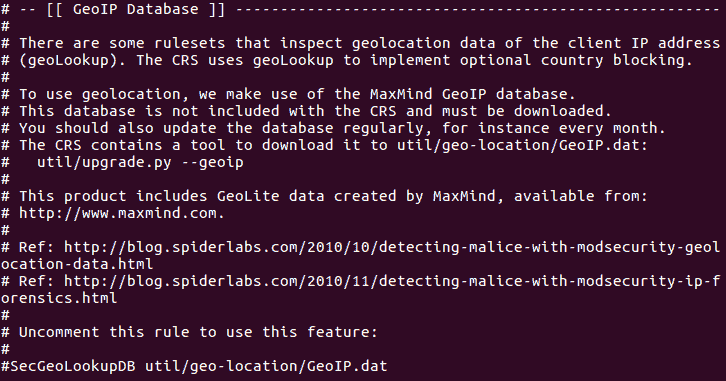 # -- [[ GeoIP Database ]] -----------------------------------------------------
#
# There are some rulesets that inspect geolocation data of the client IP address
# (geoLookup). The CRS uses geoLookup to implement optional country blocking.
#
# To use geolocation, we make use of the MaxMind GeoIP database.
# This database is not included with the CRS and must be downloaded.
# You should also update the database regularly, for instance every month.
# The CRS contains a tool to download it to util/geo-location/GeoIP.dat:
#   util/upgrade.py --geoip
#
# This product includes GeoLite data created by MaxMind, available from:
# http://www.maxmind.com.
#
# Ref: http://blog.spiderlabs.com/2010/10/detecting-malice-with-modsecurity-geol
ocation-data.html
# Ref: http://blog.spiderlabs.com/2010/11/detecting-malice-with-modsecurity-ip-f
orensics.html
#
# Uncomment this rule to use this feature:
#
#SecGeoLookupDB util/geo-location/GeoIP.dat